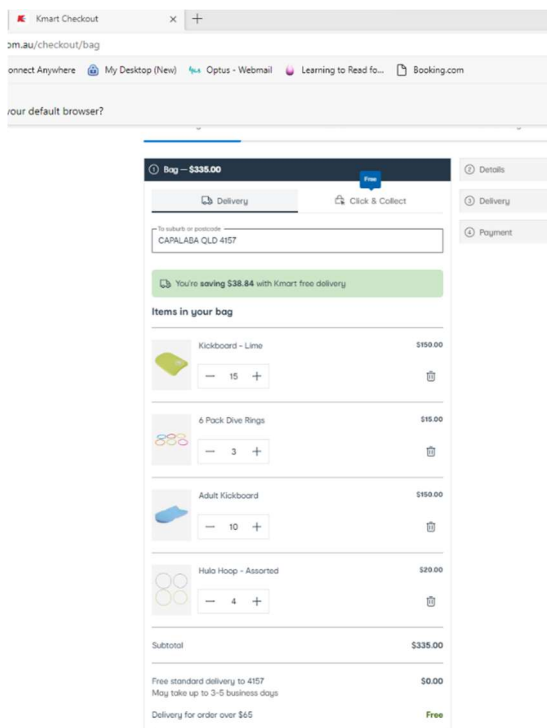 Kmart Checkout
om.au/checkout/bag
onnect Anywhere My Desktop (New) Optus - Webmail Learning to Read fo... Booking.com
your default browser?
1 Bag — $335.00
2 Details
Free
Delivery Click & Collect
3 Delivery
To suburb or postcode
CAPALABA QLD 4157
4 Payment
You're saving $38.84 with Kmart free delivery
Items in your bag
Kickboard - Lime $150.00
— 15 +
6 Pack Dive Rings $15.00
— 3 +
Adult Kickboard $150.00
— 10 +
Hula Hoop - Assorted $20.00
— 4 +
Subtotal $335.00
Free standard delivery to 4157 $0.00
May take up to 3-5 business days
Delivery for order over $65 Free